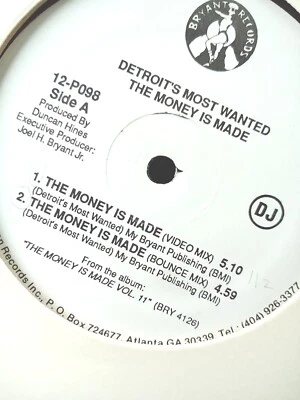 BRYANT RECORDS
DETROIT'S MOST WANTED
THE MONEY IS MADE
12-P098
Side A
Produced By
Duncan Hines
Executive Producer:
Joel H. Bryant Jr.
DJ
1. THE MONEY IS MADE (VIDEO MIX) 5.10
(Detroit's Most Wanted) My Bryant Publishing (BMI)
2. THE MONEY IS MADE (BOUNCE MIX) 4.59
(Detroit's Most Wanted) My Bryant Publishing (BMI)
112
From the album:
"THE MONEY IS MADE VOL. 11" (BRY 4126)
Records Inc., P. O. Box 724677, Atlanta GA 30339, Tel: (404) 926-3377